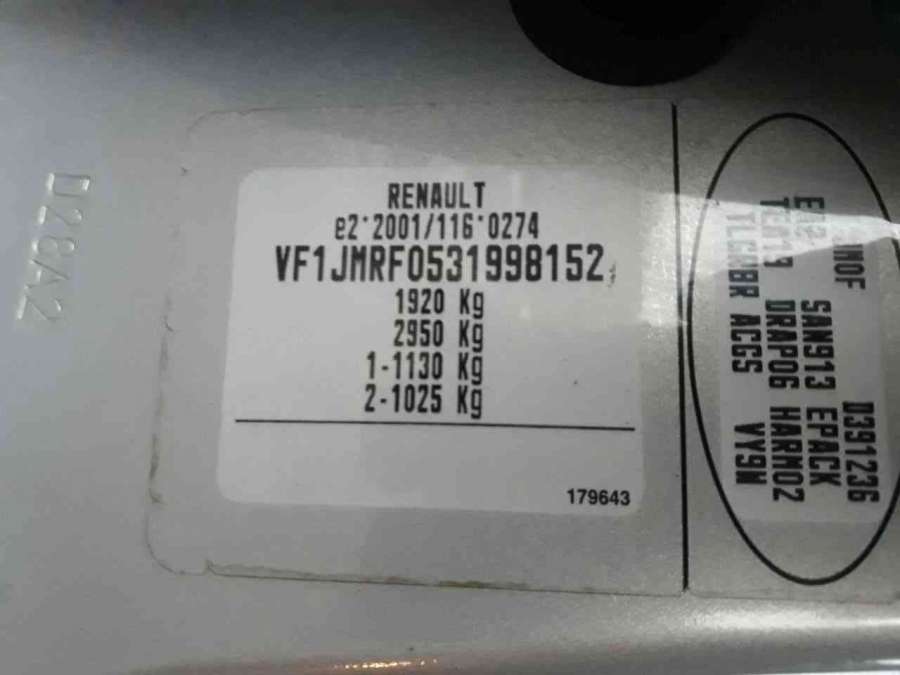 D28A2
RENAULT
e2*2001/116*0274
VF1JMRF0531998152
1920 Kg
2950 Kg
1-1130 Kg
2-1025 Kg
179643
SAN913 EPACK
TEA19 DRAP06 HARM02
ACGS VY9N
D391236